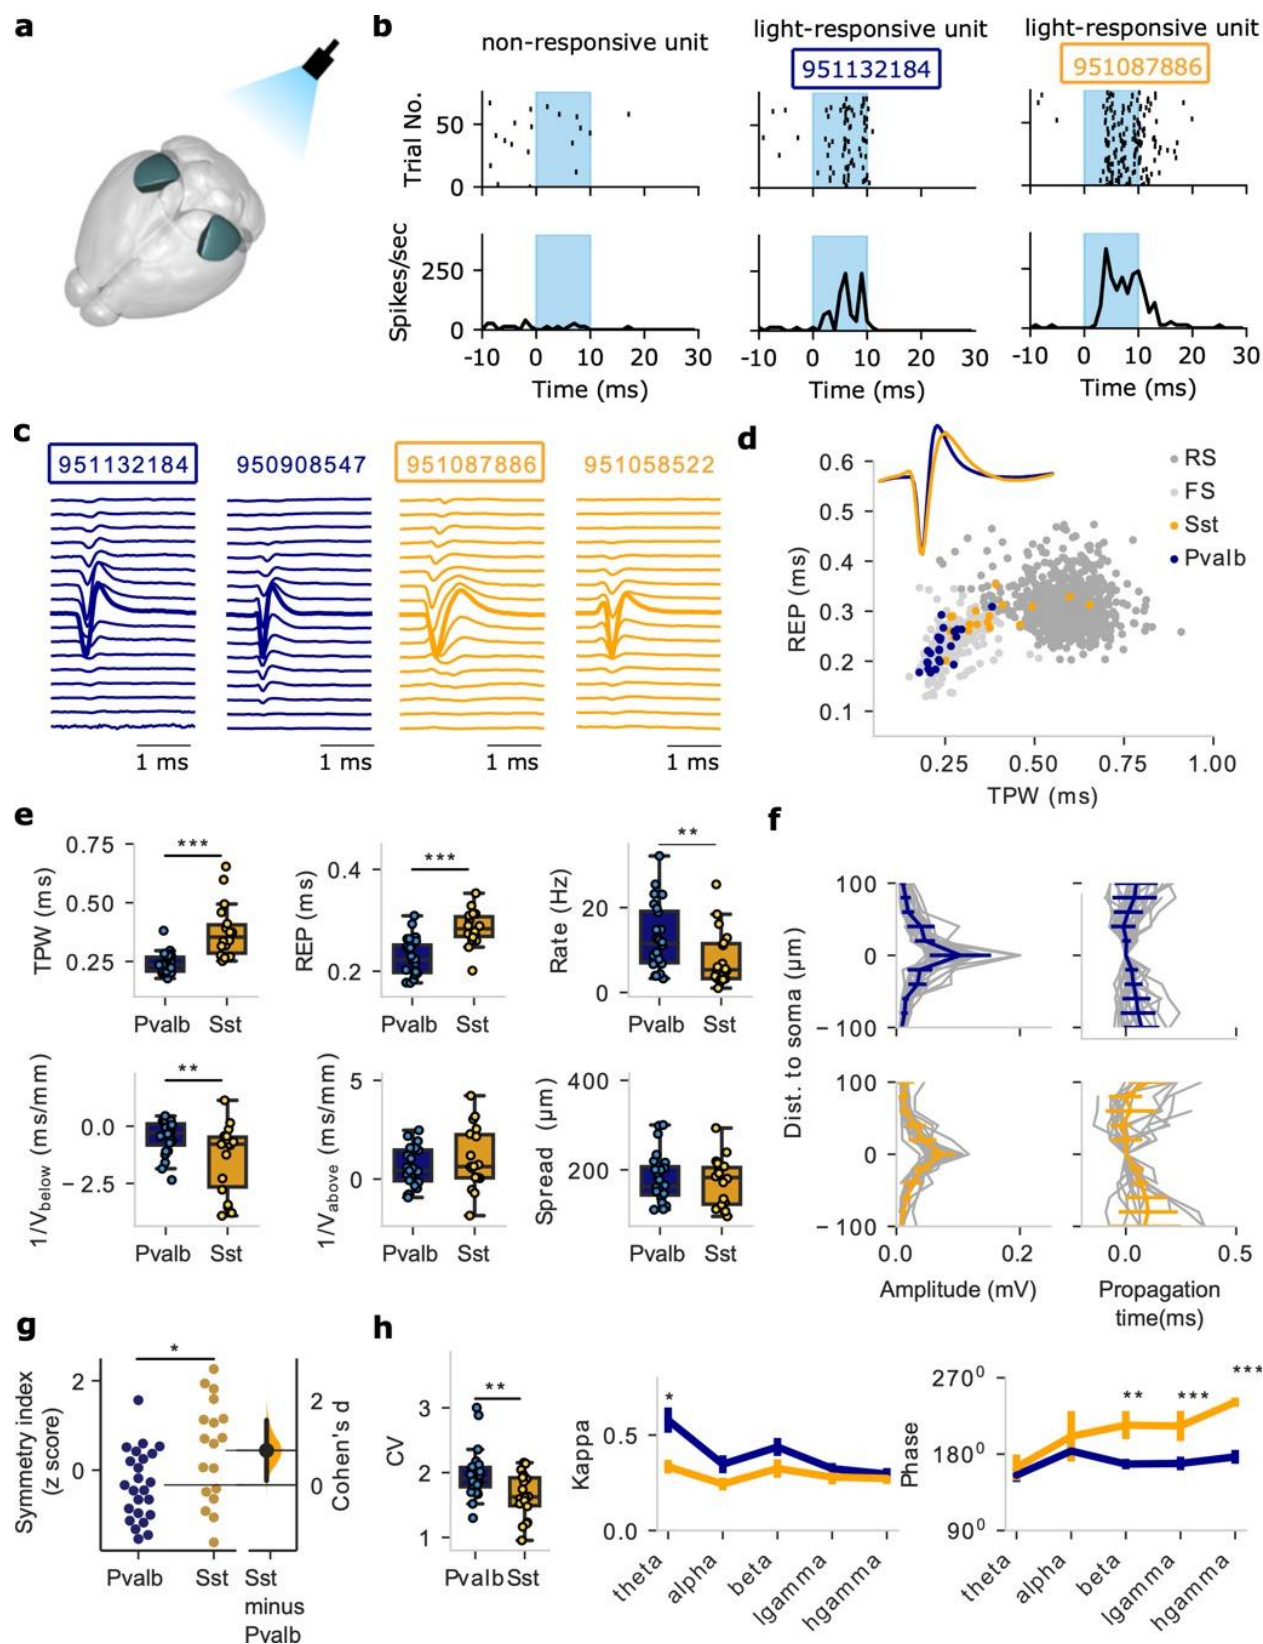 a
b
non-responsive unit
light-responsive unit
951132184
light-responsive unit
951087886
Trial No.
50
0
Spikes/sec
250
0
-10 0 10 20 30
-10 0 10 20 30
-10 0 10 20 30
Time (ms)
Time (ms)
Time (ms)
c
951132184
950908547
951087886
951058522
1 ms
1 ms
1 ms
1 ms
d
RS
FS
Sst
Pvalb
REP (ms)
0.6
0.5
0.4
0.3
0.2
0.1
0.25 0.50 0.75 1.00
TPW (ms)
e
TPW (ms)
0.75
0.50
0.25
***
Pvalb Sst
REP (ms)
0.4
0.2
***
Pvalb Sst
Rate (Hz)
20
0
**
Pvalb Sst
1/Vbelow (ms/mm)
0.0
−2.5
**
Pvalb Sst
1/Vabove (ms/mm)
5
0
Pvalb Sst
Spread (μm)
400
200
Pvalb Sst
f
Dist. to soma (μm)
100
0
−100
100
0
−100
0.0 0.2
Amplitude (mV)
0.0 0.5
Propagation
time(ms)
g
Symmetry index
(z score)
2
0
*
Pvalb Sst
Sst
minus
Pvalb
2
0
Cohen's d
h
CV
3
2
1
**
Pvalb Sst
Kappa
0.5
0.0
*
theta
alpha
beta
lgamma
hgamma
Phase
270⁰
180⁰
90⁰
**
***
***
theta
alpha
beta
lgamma
hgamma